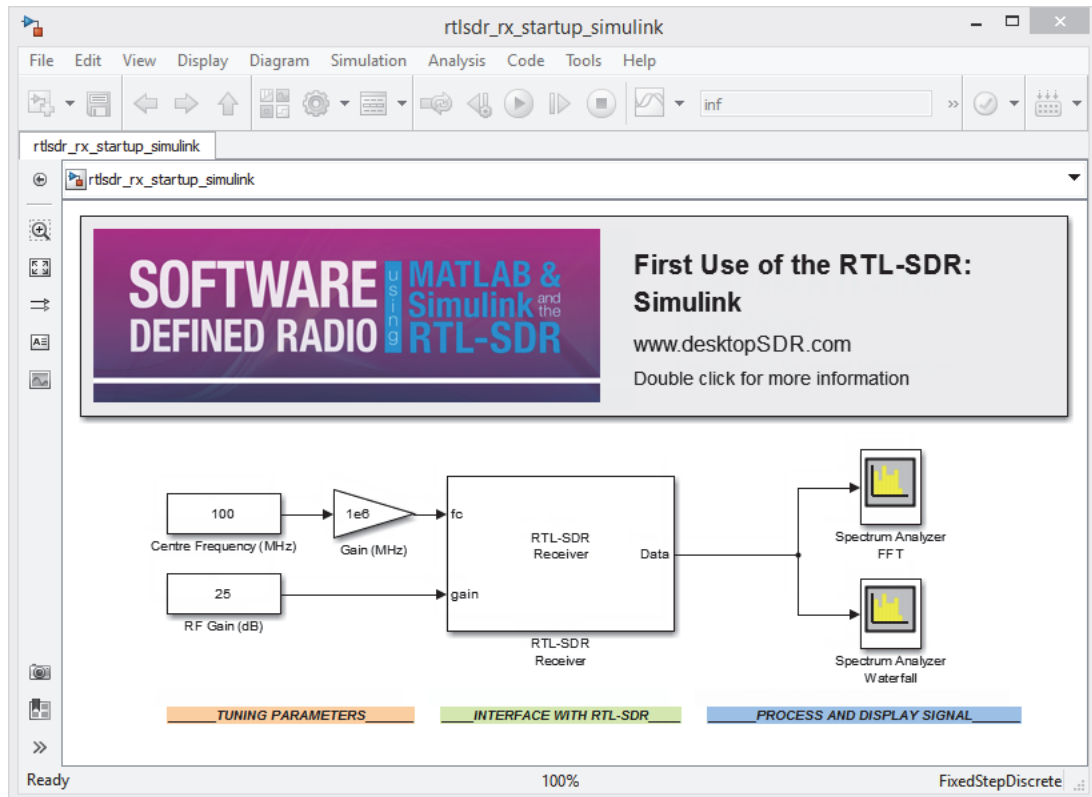 rtlsdr_rx_startup_simulink
File Edit View Display Diagram Simulation Analysis Code Tools Help
inf
rtlsdr_rx_startup_simulink
rtlsdr_rx_startup_simulink
SOFTWARE
DEFINED RADIO
using
MATLAB &
Simulink and the
RTL-SDR
First Use of the RTL-SDR:
Simulink
www.desktopSDR.com
Double click for more information
100
Centre Frequency (MHz)
1e6
Gain (MHz)
25
RF Gain (dB)
fc
gain
RTL-SDR
Receiver
Data
RTL-SDR
Receiver
Spectrum Analyzer
FFT
Spectrum Analyzer
Waterfall
TUNING PARAMETERS
INTERFACE WITH RTL-SDR
PROCESS AND DISPLAY SIGNAL
Ready
100%
FixedStepDiscrete